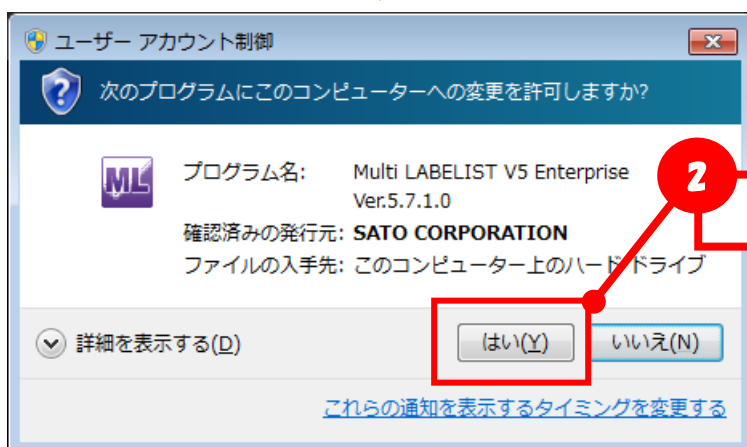 ユーザー アカウント制御
次のプログラムにこのコンピューターへの変更を許可しますか?
ML
プログラム名: Multi LABELIST V5 Enterprise
Ver.5.7.1.0
2
確認済みの発行元: SATO CORPORATION
ファイルの入手先: このコンピューター上のハード ドライブ
詳細を表示する(D) はい(Y) いいえ(N)
これらの通知を表示するタイミングを変更する